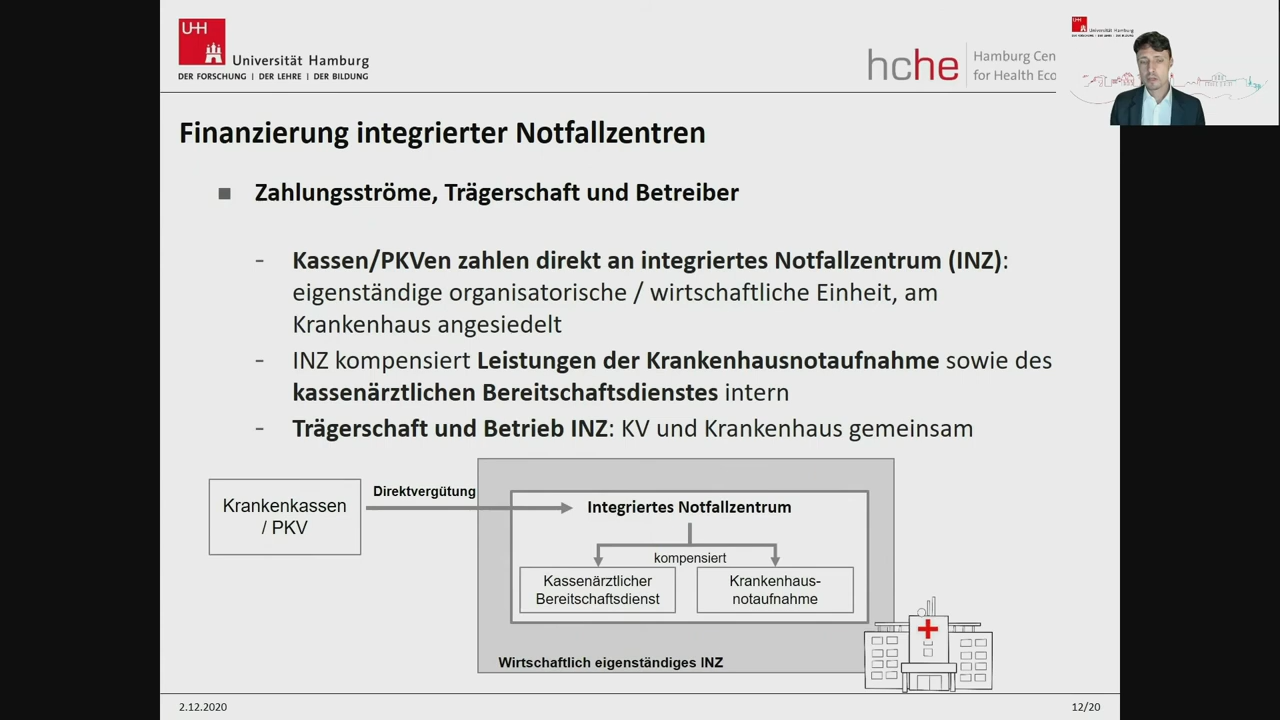 UH
Universität Hamburg
DER FORSCHUNG | DER LEHRE | DER BILDUNG
hche
Hamburg Cen
for Health Eco
Finanzierung integrierter Notfallzentren
Zahlungsströme, Trägerschaft und Betreiber
- Kassen/PKVen zahlen direkt an integriertes Notfallzentrum (INZ):
eigenständige organisatorische / wirtschaftliche Einheit, am
Krankenhaus angesiedelt
- INZ kompensiert Leistungen der Krankenhausnotaufnahme sowie des
kassenärztlichen Bereitschaftsdienstes intern
- Trägerschaft und Betrieb INZ: KV und Krankenhaus gemeinsam
Krankenkassen
/ PKV
Direktvergütung
Integriertes Notfallzentrum
kompensiert
Kassenärztlicher
Bereitschaftsdienst
Krankenhaus-
notaufnahme
Wirtschaftlich eigenständiges INZ
2.12.2020
12/20